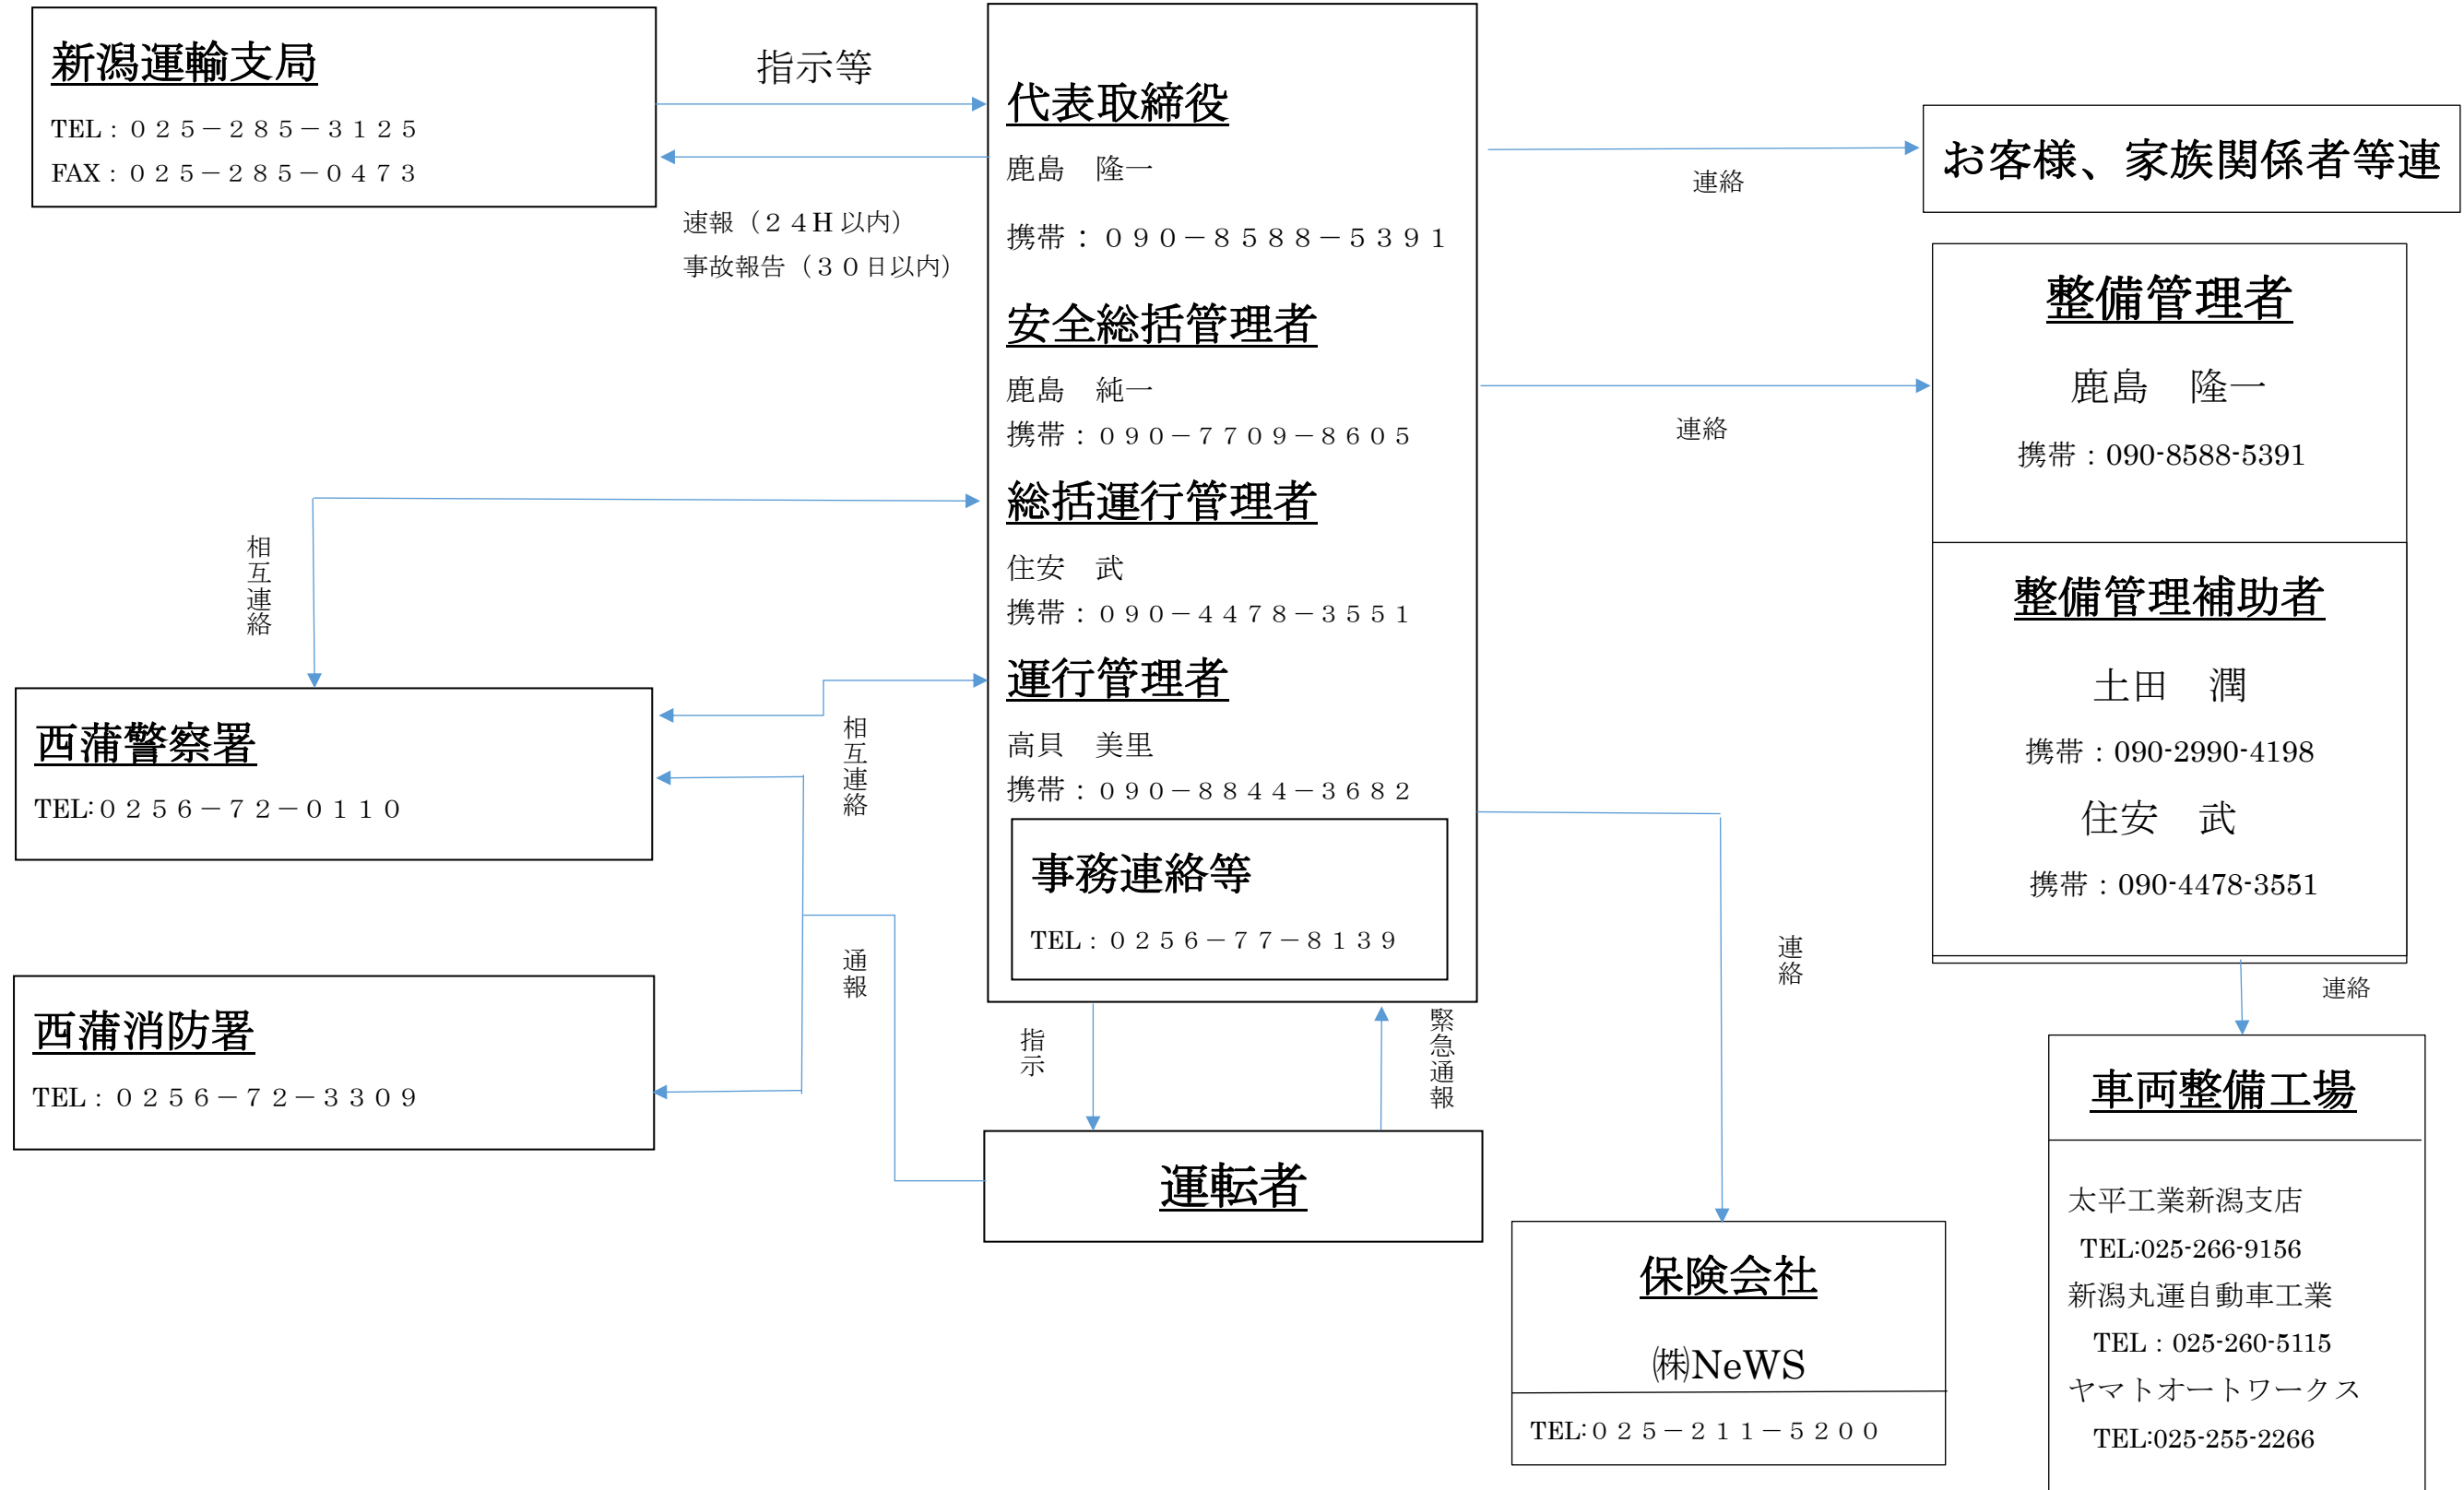 新潟運輸支局
TEL：０２５－２８５－３１２５
FAX：０２５－２８５－０４７３
指示等
速報（２４H 以内）
事故報告（３０日以内）
代表取締役
鹿島　隆一
携帯：０９０－８５８８－５３９１
安全総括管理者
鹿島　純一
携帯：０９０－７７０９－８６０５
総括運行管理者
住安　武
携帯：０９０－４４７８－３５５１
運行管理者
高貝　美里
携帯：０９０－８８４４－３６８２
事務連絡等
TEL：０２５６－７７－８１３９
連絡
お客様、家族関係者等連
連絡
整備管理者
鹿島　隆一
携帯：090-8588-5391
整備管理補助者
土田　潤
携帯：090-2990-4198
住安　武
携帯：090-4478-3551
相互連絡
西蒲警察署
TEL:０２５６－７２－０１１０
相互連絡
通報
西蒲消防署
TEL：０２５６－７２－３３０９
指示
緊急通報
運転者
連絡
保険会社
㈱NeWS
TEL:０２５－２１１－５２００
連絡
車両整備工場
太平工業新潟支店
TEL:025-266-9156
新潟丸運自動車工業
TEL：025-260-5115
ヤマトオートワークス
TEL:025-255-2266